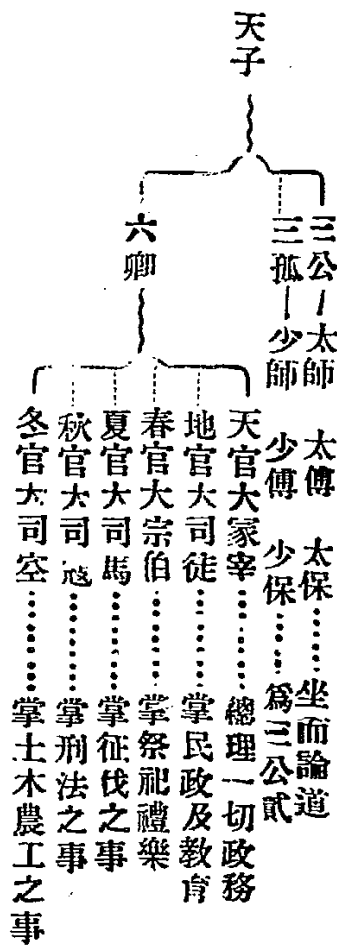 天子
三公—太師 太傅 太保……坐而論道
三孤—少師 少傅 少保……爲三公貳
六卿
天官大冢宰……總理一切政務
地官大司徒……掌民政及教育
春官大宗伯……掌祭祀禮樂
夏官大司馬……掌征伐之事
秋官大司寇……掌刑法之事
冬官大司空……掌土木農工之事